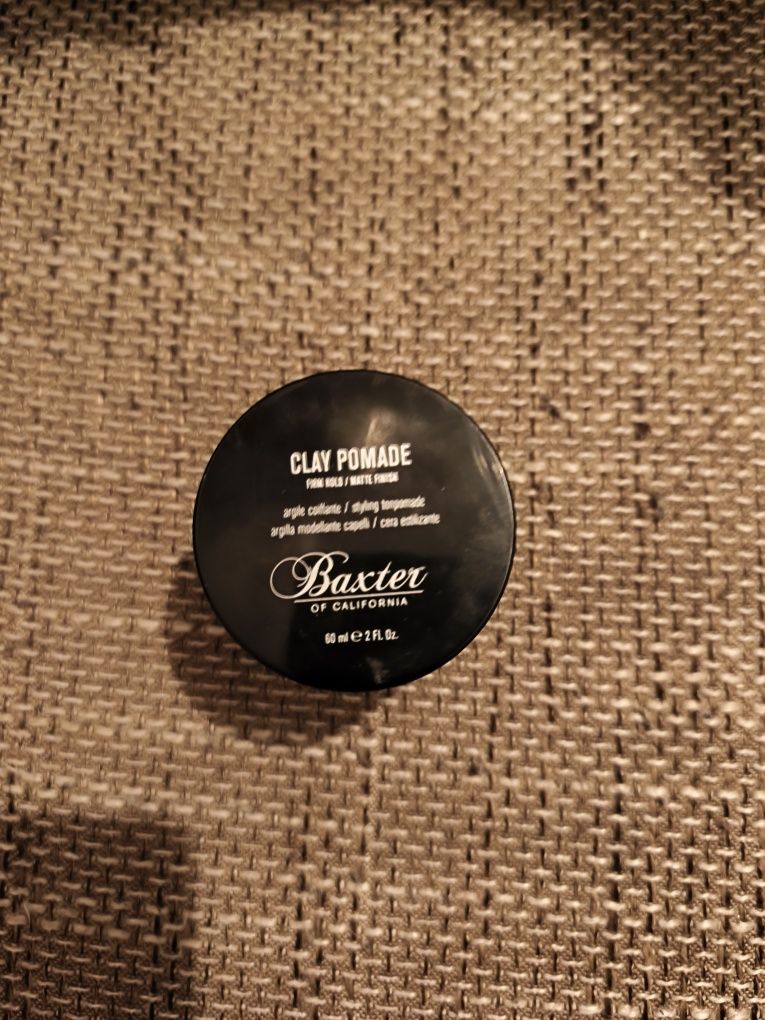 CLAY POMADE
FIRM HOLD / MATTE FINISH
argile coiffante / styling tonpomade
argilla modellante capelli / cera estilizante
Baxter
OF CALIFORNIA
60 ml e 2 FL. Oz.